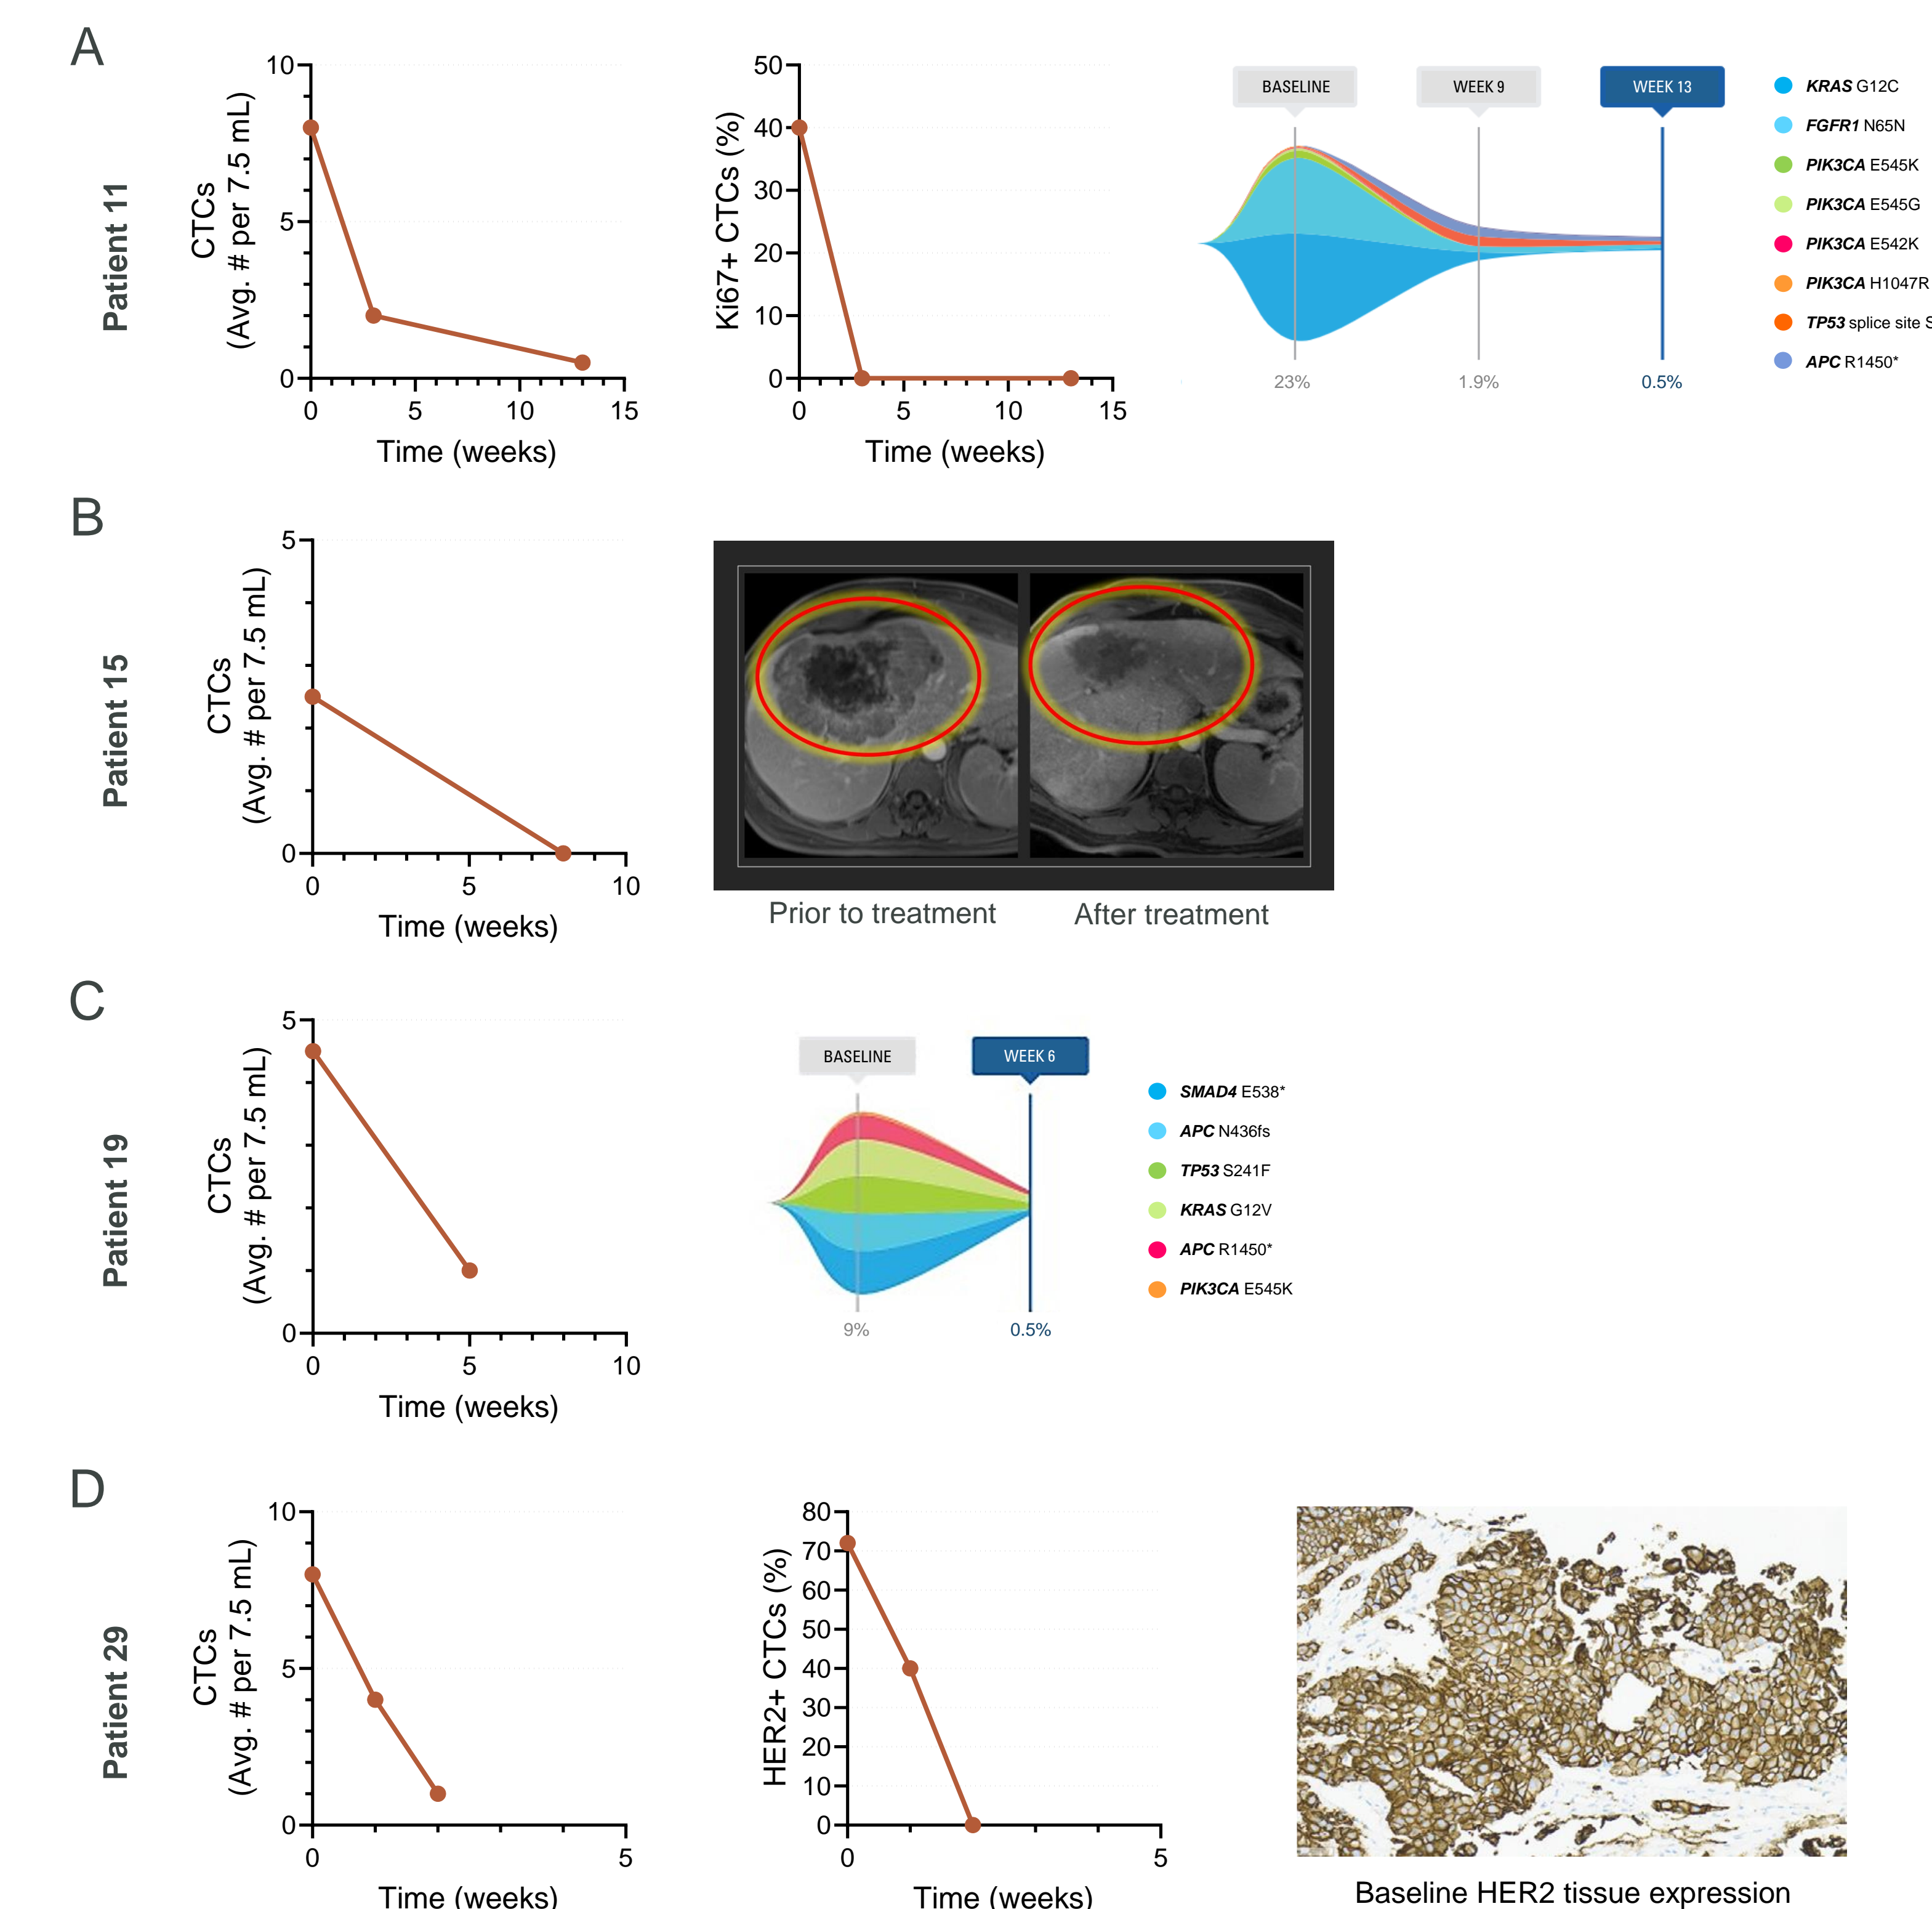 A
Patient 11
CTCs
(Avg. # per 7.5 mL)
10
5
0
0 5 10 15
Time (weeks)
Ki67+ CTCs (%)
50
40
30
20
10
0
0 5 10 15
Time (weeks)
BASELINE WEEK 9 WEEK 13
23% 1.9% 0.5%
KRAS G12C
FGFR1 N65N
PIK3CA E545K
PIK3CA E545G
PIK3CA E542K
PIK3CA H1047R
TP53 splice site S
APC R1450*
B
Patient 15
CTCs
(Avg. # per 7.5 mL)
5
0
0 5 10
Time (weeks)
Prior to treatment After treatment
C
Patient 19
CTCs
(Avg. # per 7.5 mL)
5
0
0 5 10
Time (weeks)
BASELINE WEEK 6
9% 0.5%
SMAD4 E538*
APC N436fs
TP53 S241F
KRAS G12V
APC R1450*
PIK3CA E545K
D
Patient 29
CTCs
(Avg. # per 7.5 mL)
10
5
0
0 5
Time (weeks)
HER2+ CTCs (%)
80
70
60
50
40
30
20
10
0
0 5
Time (weeks)
Baseline HER2 tissue expression